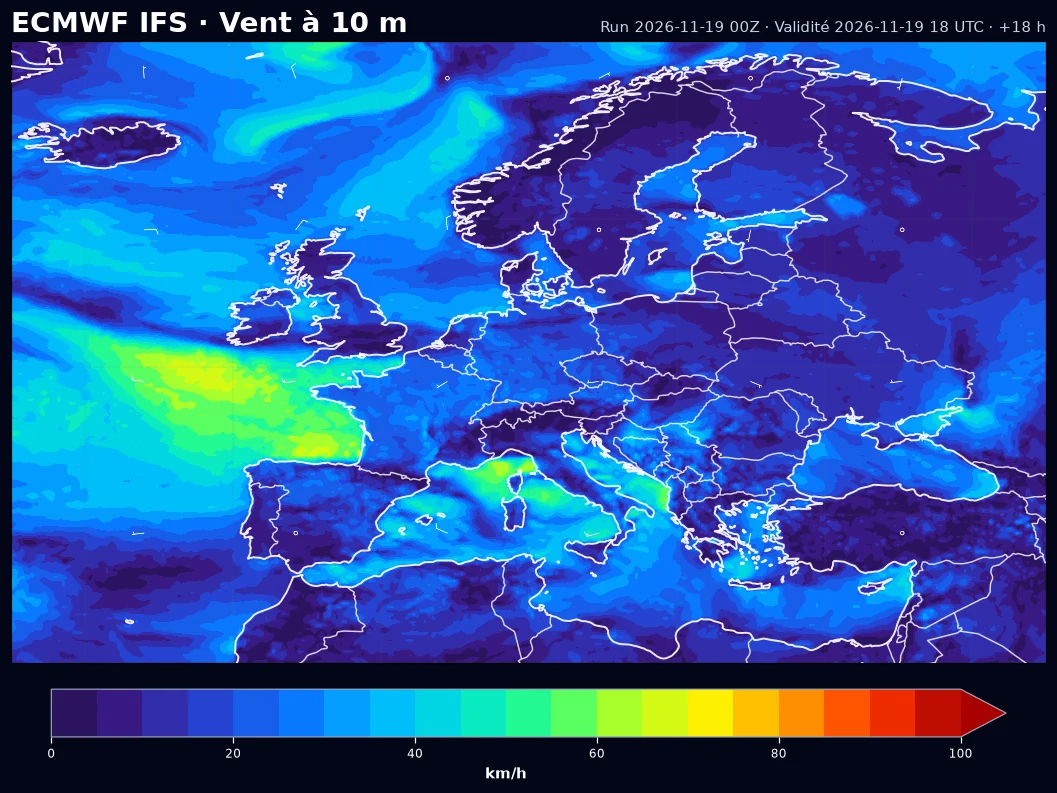 ECMWF IFS · Vent à 10 m
Run 2026-11-19 00Z · Validité 2026-11-19 18 UTC · +18 h
0 20 40 60 80 100
km/h